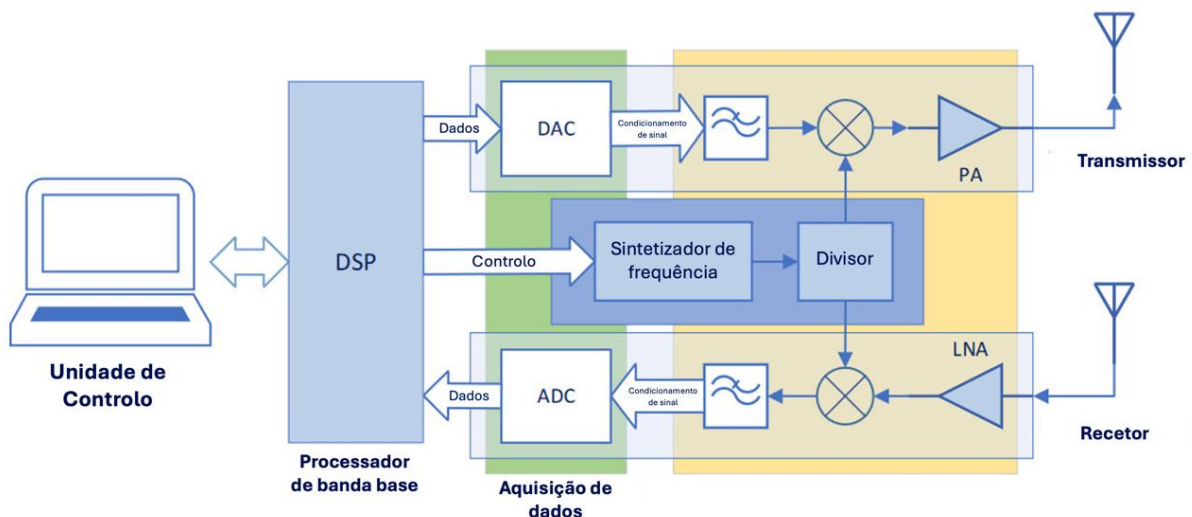 Dados
DAC
Condicionamento
de sinal
PA
Transmissor
DSP
Controlo
Sintetizador de
frequência
Divisor
Unidade de
Controlo
Dados
ADC
Condicionamento
de sinal
LNA
Recetor
Processador
de banda base
Aquisição de
dados